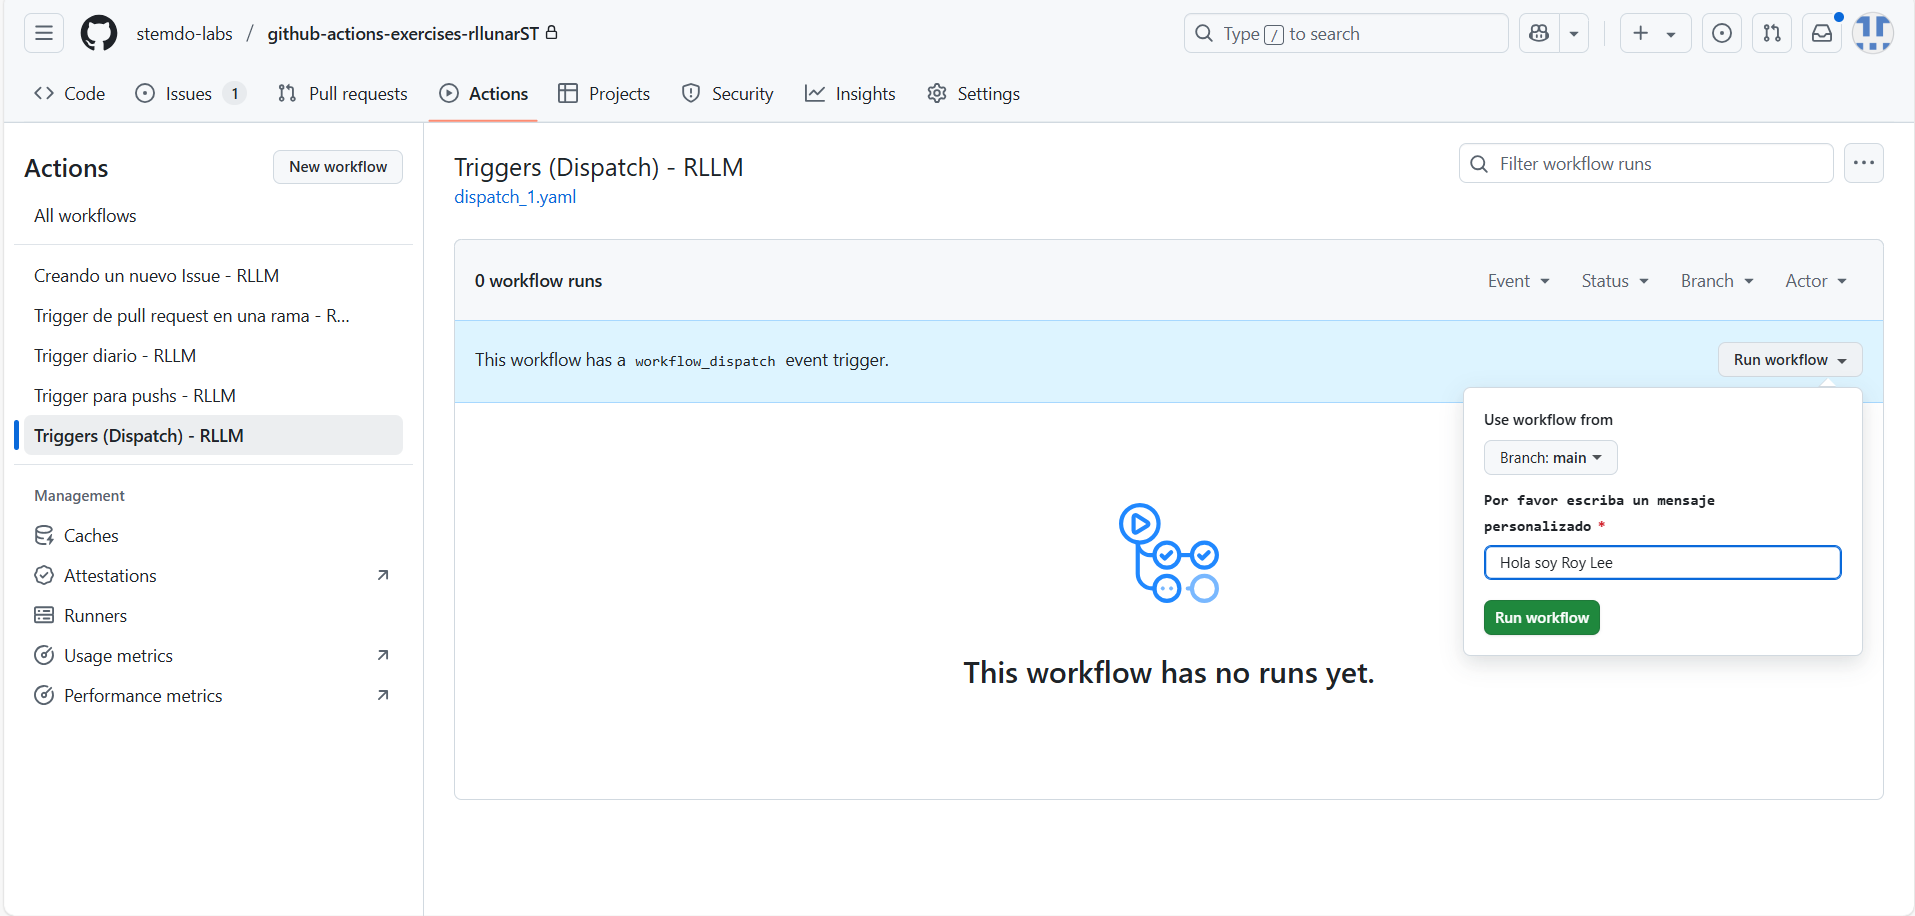 stemdo-labs / github-actions-exercises-rllunarST
Type / to search
Code
Issues 1
Pull requests
Actions
Projects
Security
Insights
Settings
Actions
New workflow
All workflows
Creando un nuevo Issue - RLLM
Trigger de pull request en una rama - R...
Trigger diario - RLLM
Trigger para pushs - RLLM
Triggers (Dispatch) - RLLM
Management
Caches
Attestations
Runners
Usage metrics
Performance metrics
Triggers (Dispatch) - RLLM
dispatch_1.yaml
Filter workflow runs
0 workflow runs
Event
Status
Branch
Actor
This workflow has a workflow_dispatch event trigger.
Run workflow
Use workflow from
Branch: main
Por favor escriba un mensaje
personalizado *
Hola soy Roy Lee
Run workflow
This workflow has no runs yet.